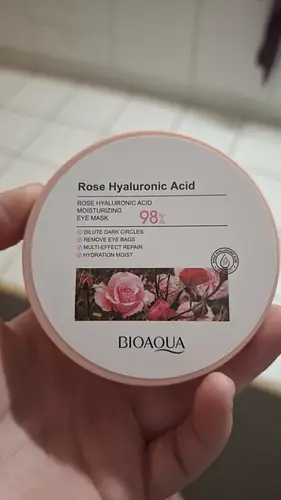 Rose Hyaluronic Acid
ROSE HYALURONIC ACID
MOISTURIZING
EYE MASK 98%
DILUTE DARK CIRCLES
REMOVE EYE BAGS
MULTI-EFFECT REPAIR
HYDRATION MOIST
BIOAQUA